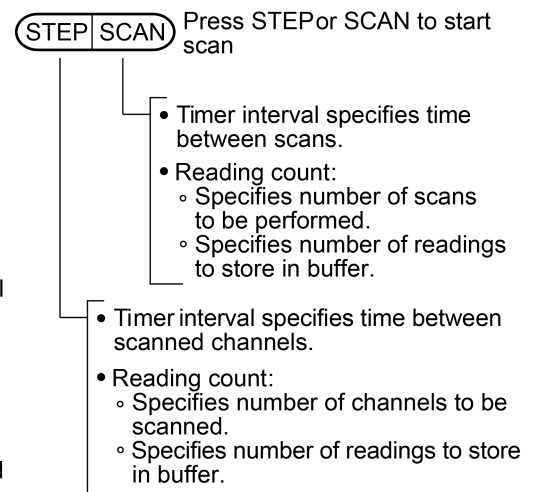 STEP SCAN Press STEP or SCAN to start
scan
• Timer interval specifies time
between scans.
• Reading count:
◦ Specifies number of scans
to be performed.
◦ Specifies number of readings
to store in buffer.
• Timer interval specifies time between
scanned channels.
• Reading count:
◦ Specifies number of channels to be
scanned.
◦ Specifies number of readings to store
in buffer.